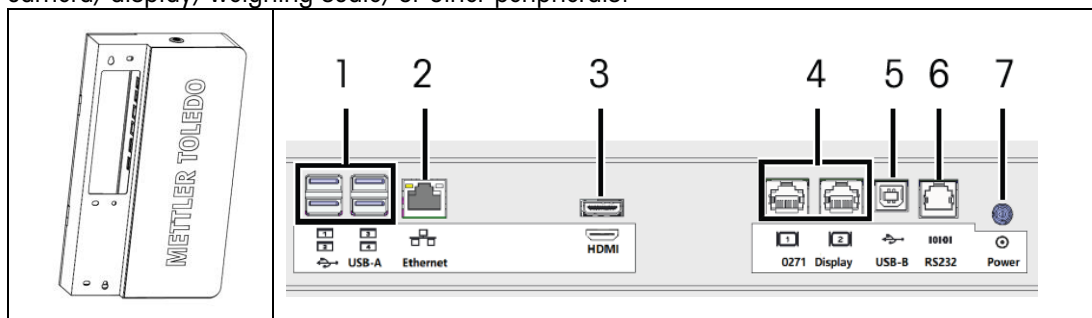 camera, display, weighing scale, or other peripherals.
METTLER TOLEDO
1 2 3 4 5 6 7
1 2
3 4
USB-A Ethernet HDMI
1 2
0271 Display USB-B RS232 Power